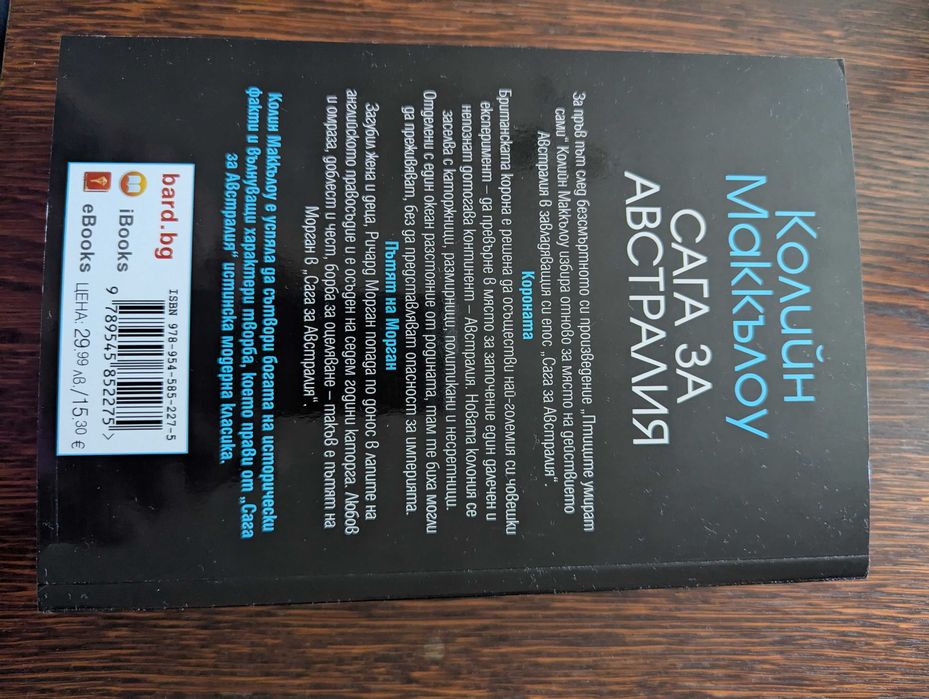 Колийн
Маккълоу
САГА ЗА
АВСТРАЛИЯ
За пръв път след безсмъртното си произведение „Птиците умират
сами“ Колийн Маккълоу избира отново за място на действието
Австралия в завладяващия си епос „Сага за Австралия“.
Короната
Британската корона е решена да осъществи най-големия си човешки
експеримент – да превърне в място за заточение един далечен и
непознат дотогава континент – Австралия. Новата колония се
заселва с каторжници, размирници, политикани и несретници.
Отделени с един океан разстояние от родината, там те биха могли
да преживяват, без да представляват опасност за империята.
Пътят на Морган
Загубил жена и деца, Ричард Морган попада по донос в лапите на
английското правосъдие и е осъден на седем години каторга. Любов
и омраза, доблест и чест, борба за оцеляване – такъв е пътят на
Морган в „Сага за Австралия“.
Колин Маккълоу е успяла да сътвори богата на исторически
факти и вълнуващи характери творба, което прави от „Сага
за Австралия“ истинска модерна класика.
bard.bg
iBooks
eBooks
ISBN 978-954-585-227-5
9 789545 852275 >
ЦЕНА: 29,99 лв./15,30 €